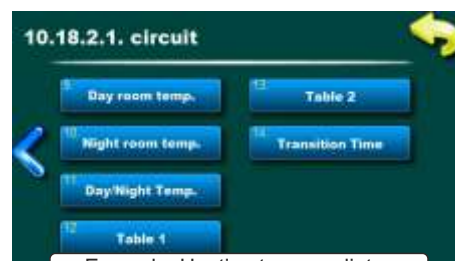 10.18.2.1. circuit
9
Day room temp.
10
Night room temp.
11
Day/Night Temp.
12
Table 1
13
Table 2
14
Transition Time